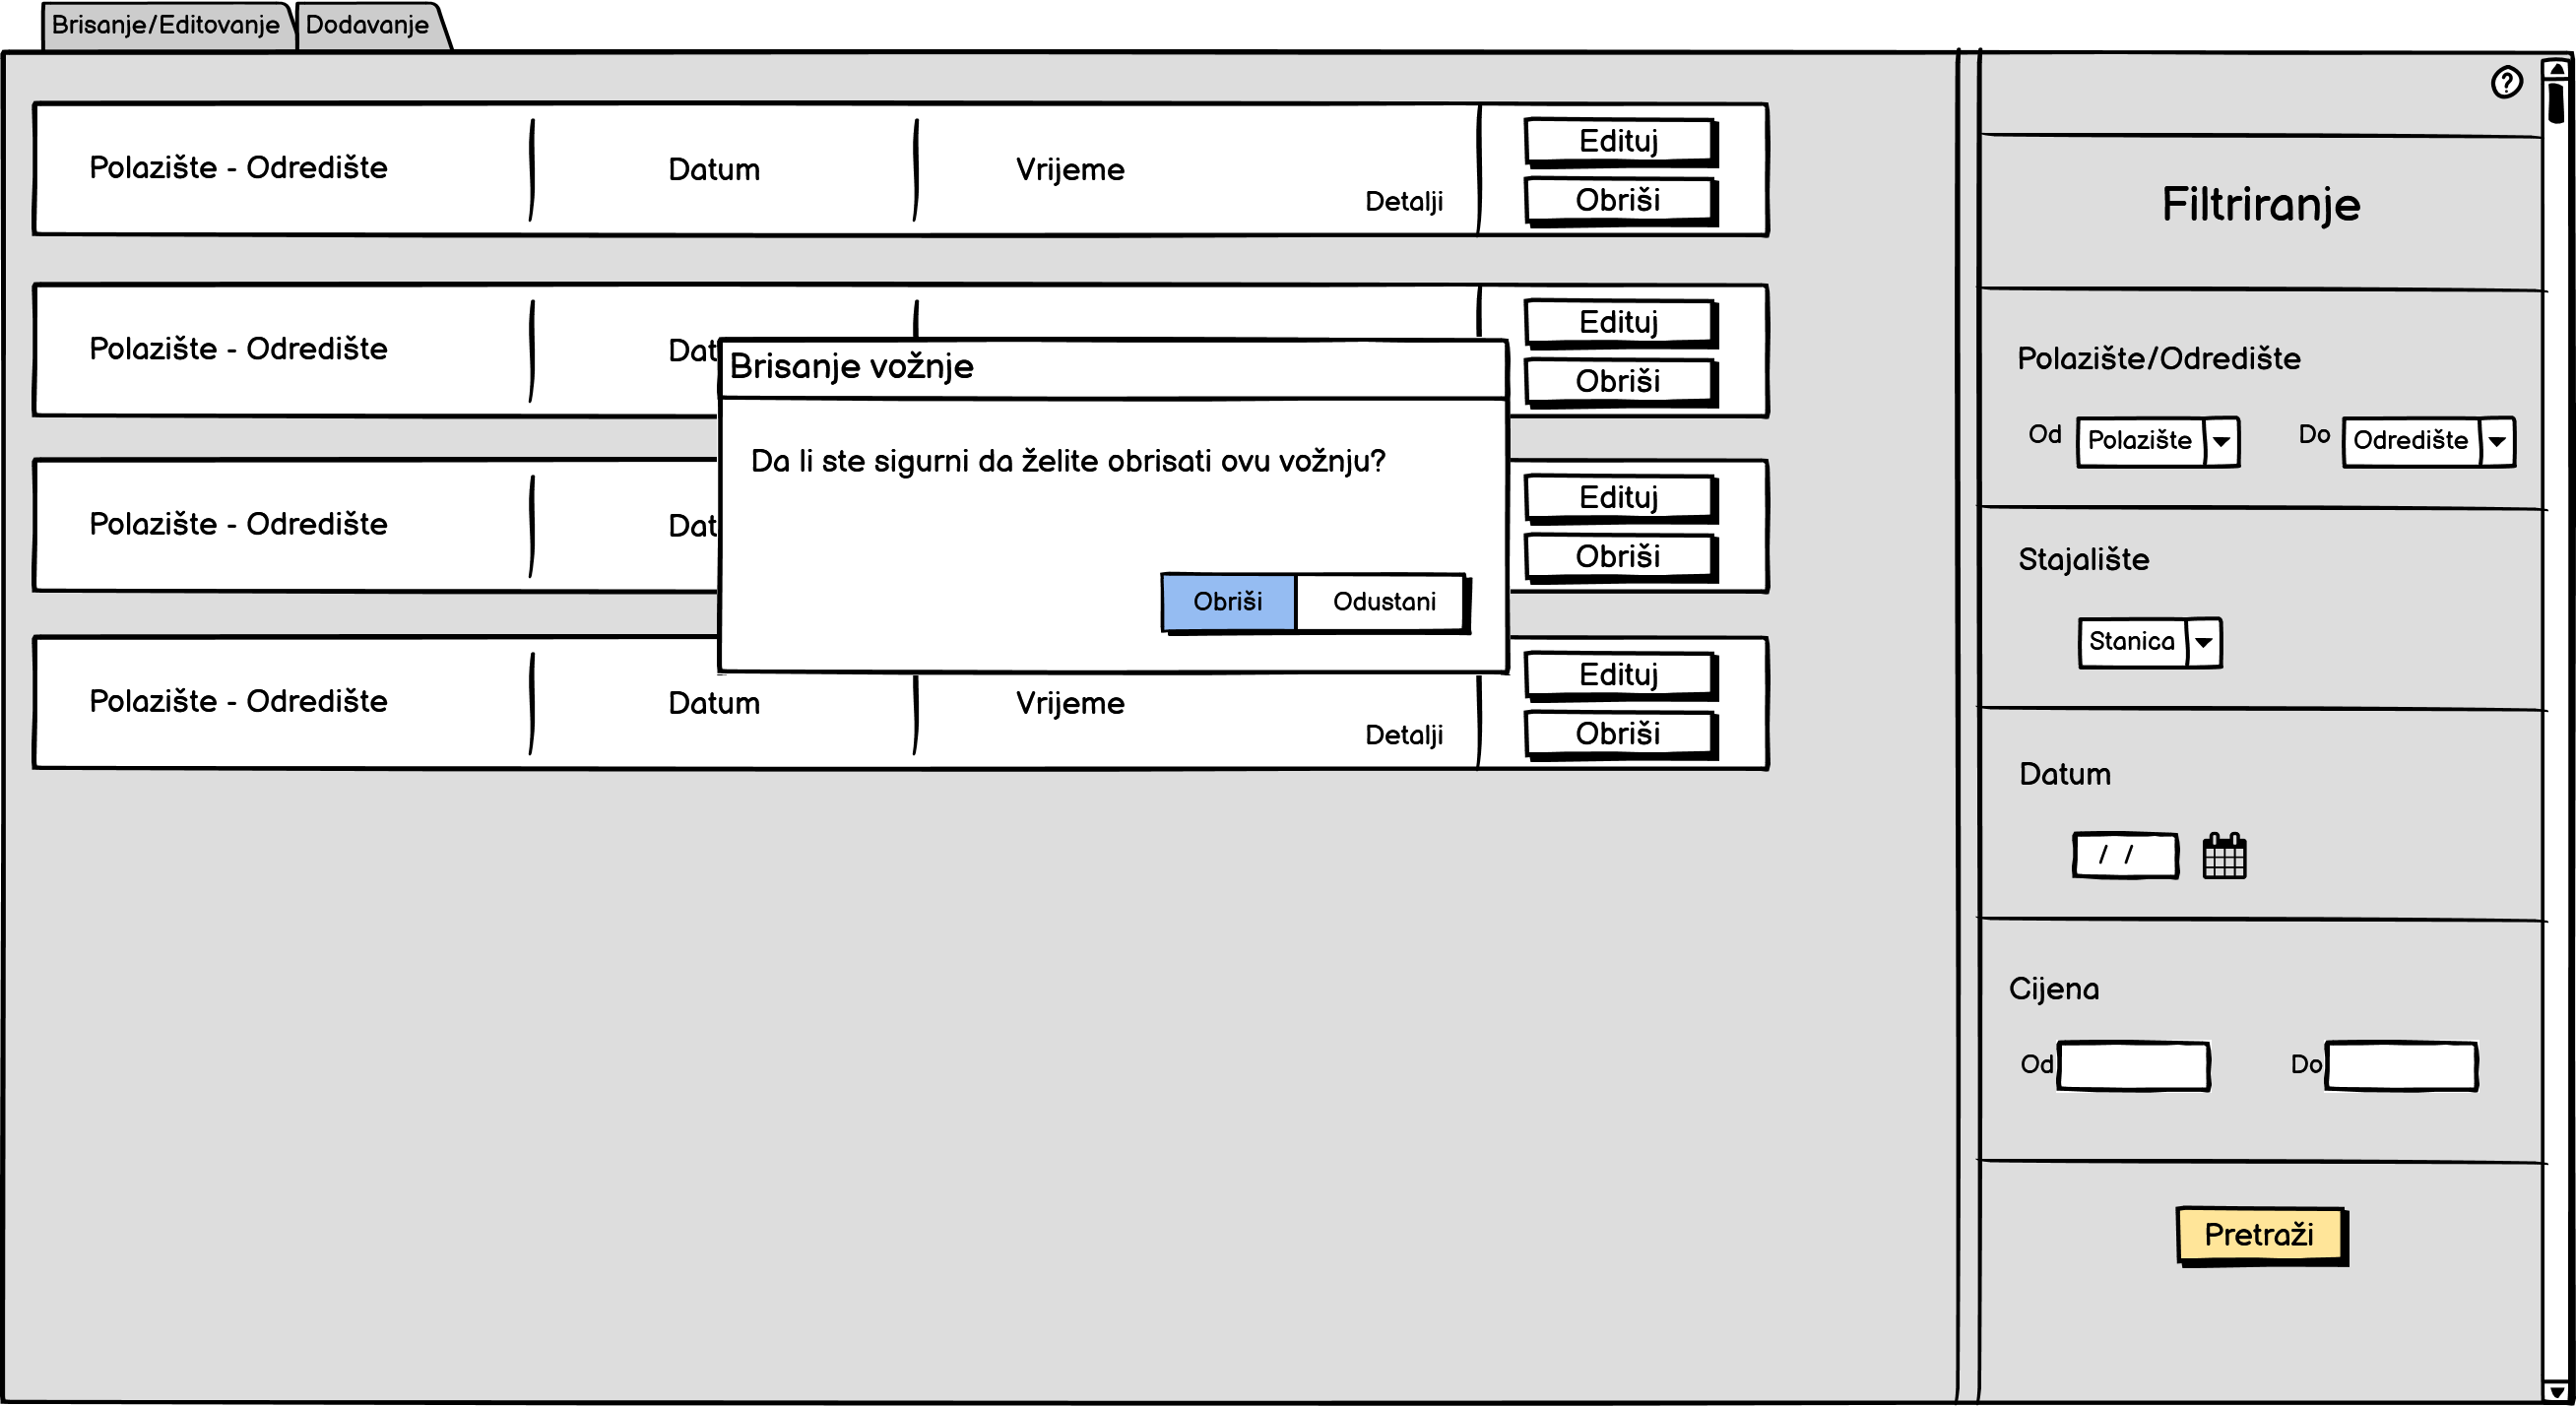 Brisanje/Editovanje
Dodavanje
Polazište - Odredište
Datum
Vrijeme
Detalji
Edituj
Obriši
Polazište - Odredište
Dat
Edituj
Obriši
Polazište - Odredište
Dat
Edituj
Obriši
Polazište - Odredište
Datum
Vrijeme
Detalji
Edituj
Obriši
Brisanje vožnje
Da li ste sigurni da želite obrisati ovu vožnju?
Obriši
Odustani
?
Filtriranje
Polazište/Odredište
Od
Polazište
Do
Odredište
Stajalište
Stanica
Datum
/ /
Cijena
Od
Do
Pretraži